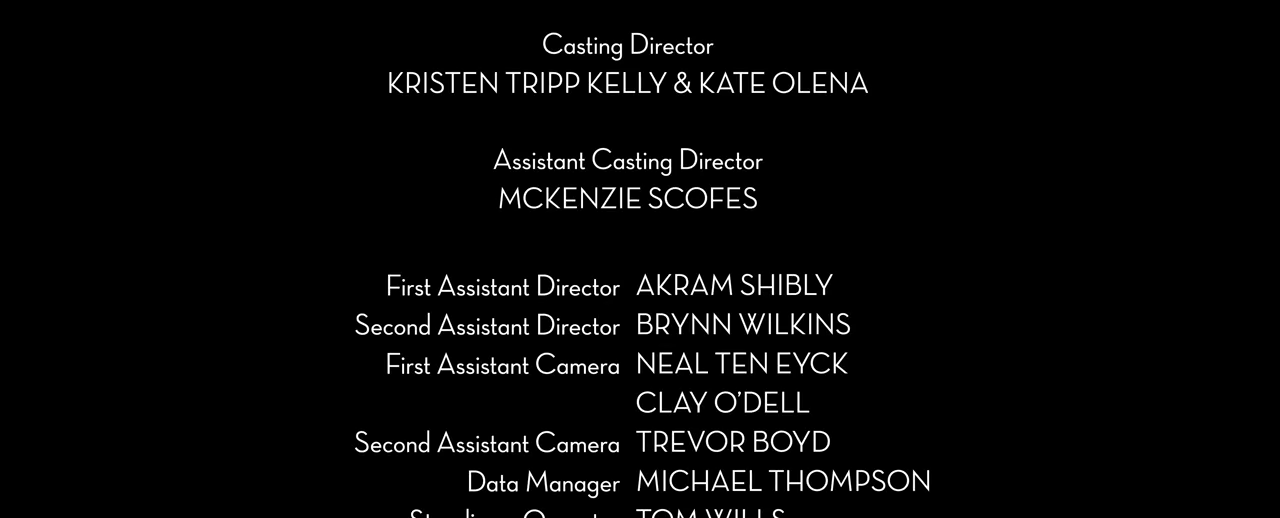 Casting Director
KRISTEN TRIPP KELLY & KATE OLENA
Assistant Casting Director
MCKENZIE SCOFES
First Assistant Director AKRAM SHIBLY
Second Assistant Director BRYNN WILKINS
First Assistant Camera NEAL TEN EYCK
CLAY O’DELL
Second Assistant Camera TREVOR BOYD
Data Manager MICHAEL THOMPSON
TOM WILLS